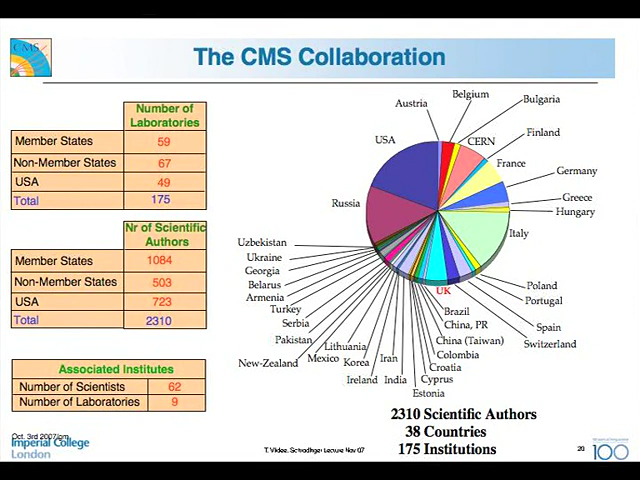 CMS
The CMS Collaboration
Number of
Laboratories
Member States 59
Non-Member States 67
USA 49
Total 175
Nr of Scientific
Authors
Member States 1084
Non-Member States 503
USA 723
Total 2310
Associated Institutes
Number of Scientists 62
Number of Laboratories 9
Belgium
Austria
Bulgaria
USA
CERN
Finland
France
Germany
Greece
Hungary
Russia
Italy
Uzbekistan
Ukraine
Georgia
Belarus
Armenia
Turkey
Serbia
Pakistan
New-Zealand
Lithuania
Mexico
Korea
Ireland
Iran
India
Estonia
Cyprus
Croatia
Colombia
China (Taiwan)
China, PR
Brazil
UK
Switzerland
Spain
Portugal
Poland
2310 Scientific Authors
38 Countries
175 Institutions
Oct. 3rd 2007/gm
Imperial College
London
Lecture Nov 07
100